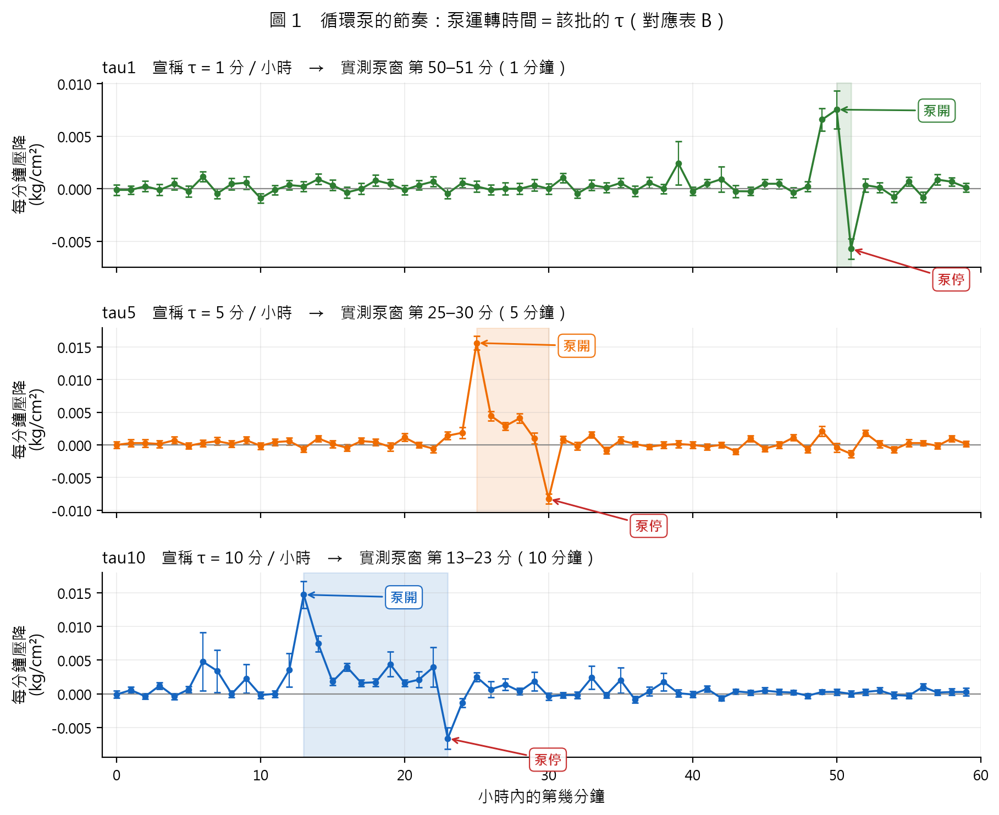 圖 1　循環泵的節奏：泵運轉時間＝該批的 τ（對應表 B）
tau1　宣稱 τ = 1 分 / 小時　→　實測泵窗 第 50–51 分（1 分鐘）
每分鐘壓降
(kg/cm²)
0.010
0.005
0.000
-0.005
泵開
泵停
tau5　宣稱 τ = 5 分 / 小時　→　實測泵窗 第 25–30 分（5 分鐘）
每分鐘壓降
(kg/cm²)
0.015
0.010
0.005
0.000
-0.005
-0.010
泵開
泵停
tau10　宣稱 τ = 10 分 / 小時　→　實測泵窗 第 13–23 分（10 分鐘）
每分鐘壓降
(kg/cm²)
0.015
0.010
0.005
0.000
-0.005
泵開
泵停
0 10 20 30 40 50 60
小時內的第幾分鐘